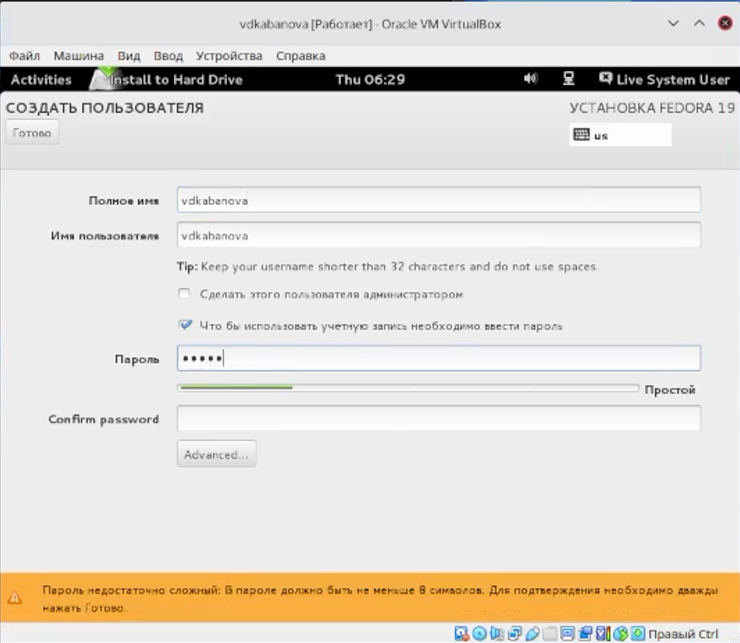 vdkabanova [Работает] - Oracle VM VirtualBox
Файл Машина Вид Ввод Устройства Справка
Activities Install to Hard Drive Thu 06:29 Live System User
СОЗДАТЬ ПОЛЬЗОВАТЕЛЯ УСТАНОВКА FEDORA 19
Готово us
Полное имя vdkabanova
Имя пользователя vdkabanova
Tip: Keep your username shorter than 32 characters and do not use spaces.
Сделать этого пользователя администратором
Что бы использовать учетную запись необходимо ввести пароль
Пароль •••••
Простой
Confirm password
Advanced...
Пароль недостаточно сложный: В пароле должно быть не меньше 8 символов. Для подтверждения необходимо дважды
нажать Готово.
Правый Ctrl